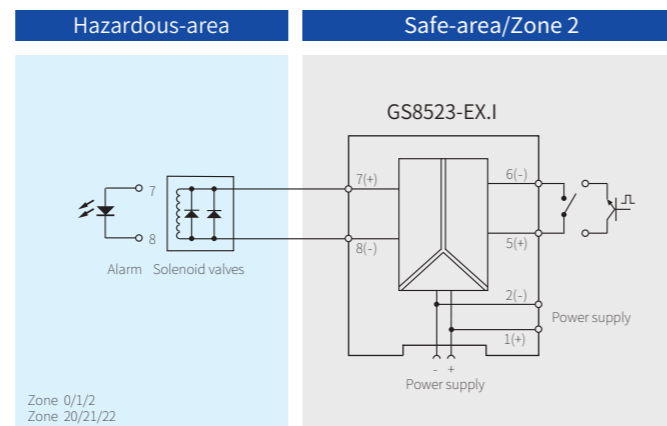 Hazardous-area
Safe-area/Zone 2
GS8523-EX.I
7(+)
6(-)
7
8
8(-)
5(+)
Alarm Solenoid valves
2(-)
Power supply
1(+)
- +
Power supply
Zone 0/1/2
Zone 20/21/22